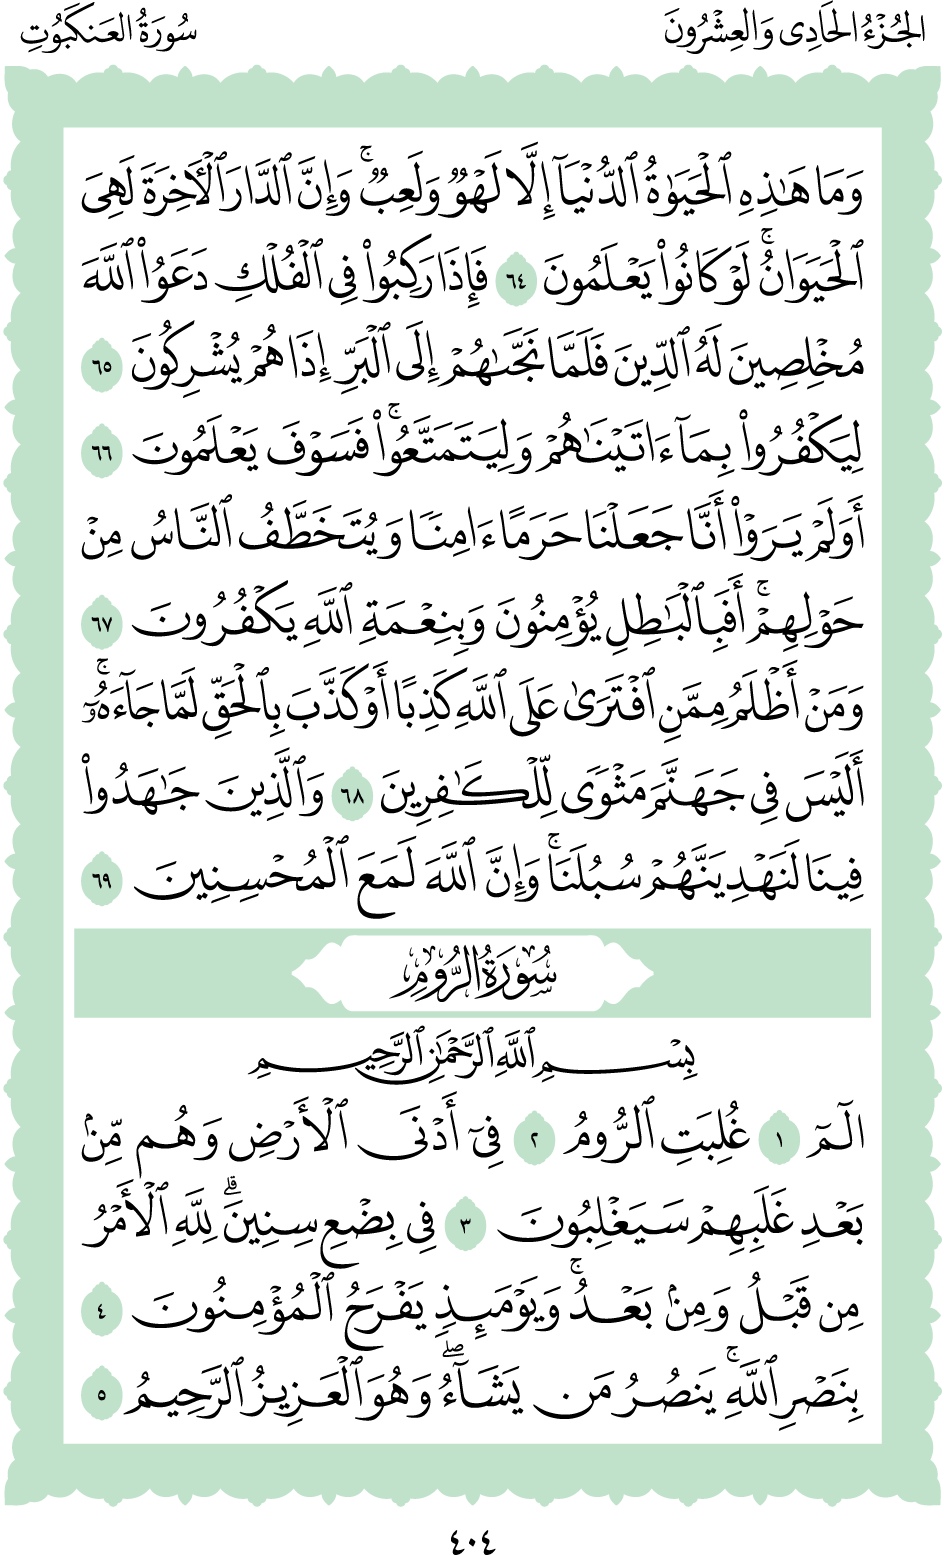 الجُزْءُ الحَادِي وَالعِشْرُونَ
سُورَةُ العَنكَبُوتِ
وَمَا هَٰذِهِ ٱلْحَيَوٰةُ ٱلدُّنْيَآ إِلَّا لَهْوٌ وَلَعِبٌ ۚ وَإِنَّ ٱلدَّارَ ٱلْأَخِرَةَ لَهِىَ
ٱلْحَيَوَانُ ۚ لَوْ كَانُوا۟ يَعْلَمُونَ ٦٤ فَإِذَا رَكِبُوا۟ فِى ٱلْفُلْكِ دَعَوُا۟ ٱللَّهَ
مُخْلِصِينَ لَهُ ٱلدِّينَ فَلَمَّا نَجَّىٰهُمْ إِلَى ٱلْبَرِّ إِذَا هُمْ يُشْرِكُونَ ٦٥
لِيَكْفُرُوا۟ بِمَآ ءَاتَيْنَٰهُمْ وَلِيَتَمَتَّعُوا۟ ۚ فَسَوْفَ يَعْلَمُونَ ٦٦
أَوَلَمْ يَرَوْا۟ أَنَّا جَعَلْنَا حَرَمًا ءَامِنًا وَيُتَخَطَّفُ ٱلنَّاسُ مِنْ
حَوْلِهِمْ ۚ أَفَبِٱلْبَٰطِلِ يُؤْمِنُونَ وَبِنِعْمَةِ ٱللَّهِ يَكْفُرُونَ ٦٧
وَمَنْ أَظْلَمُ مِمَّنِ ٱفْتَرَىٰ عَلَى ٱللَّهِ كَذِبًا أَوْ كَذَّبَ بِٱلْحَقِّ لَمَّا جَآءَهُۥٓ ۚ
أَلَيْسَ فِى جَهَنَّمَ مَثْوًى لِّلْكَٰفِرِينَ ٦٨ وَٱلَّذِينَ جَٰهَدُوا۟
فِينَا لَنَهْدِيَنَّهُمْ سُبُلَنَا ۚ وَإِنَّ ٱللَّهَ لَمَعَ ٱلْمُحْسِنِينَ ٦٩
سُورَةُ الرُّومِ
بِسْمِ ٱللَّهِ ٱلرَّحْمَٰنِ ٱلرَّحِيمِ
الٓمٓ ١ غُلِبَتِ ٱلرُّومُ ٢ فِىٓ أَدْنَى ٱلْأَرْضِ وَهُم مِّنۢ
بَعْدِ غَلَبِهِمْ سَيَغْلِبُونَ ٣ فِى بِضْعِ سِنِينَ ۗ لِلَّهِ ٱلْأَمْرُ
مِن قَبْلُ وَمِنۢ بَعْدُ ۚ وَيَوْمَئِذٍ يَفْرَحُ ٱلْمُؤْمِنُونَ ٤
بِنَصْرِ ٱللَّهِ ۚ يَنصُرُ مَن يَشَآءُ ۖ وَهُوَ ٱلْعَزِيزُ ٱلرَّحِيمُ ٥
٤٠٤